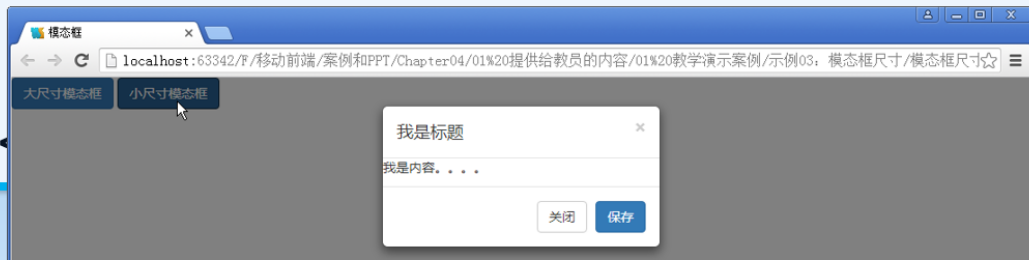 模态框
localhost:63342/F/移动前端/案例和PPT/Chapter04/01%20提供给教员的内容/01%20教学演示案例/示例03：模态框尺寸/模态框尺寸
大尺寸模态框 小尺寸模态框
我是标题 ×
我是内容。。。。
关闭 保存